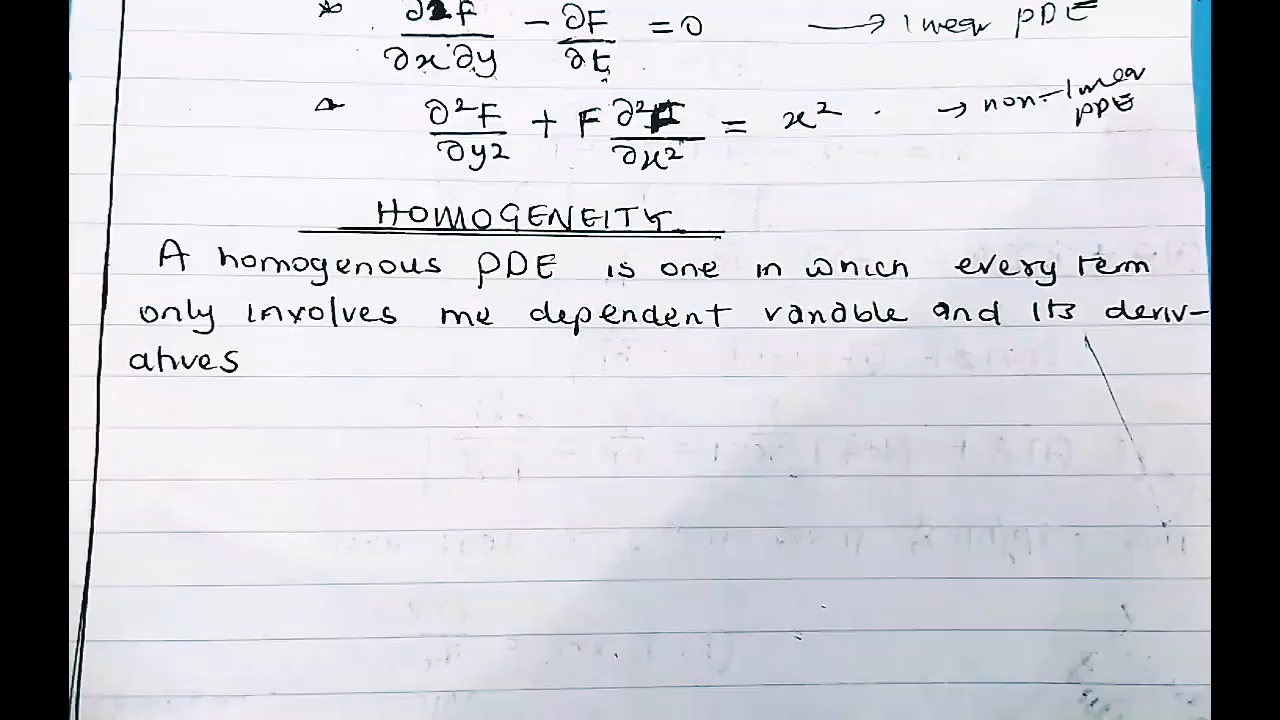 ∂2F/∂x∂y - ∂F/∂t = 0 → linear PDE
∂²F/∂y2 + F ∂²F/∂x² = x². → non-linear PDE
HOMOGENEITY
A homogenous PDE is one in which every term
only involves the dependent variable and its deriv-
atives